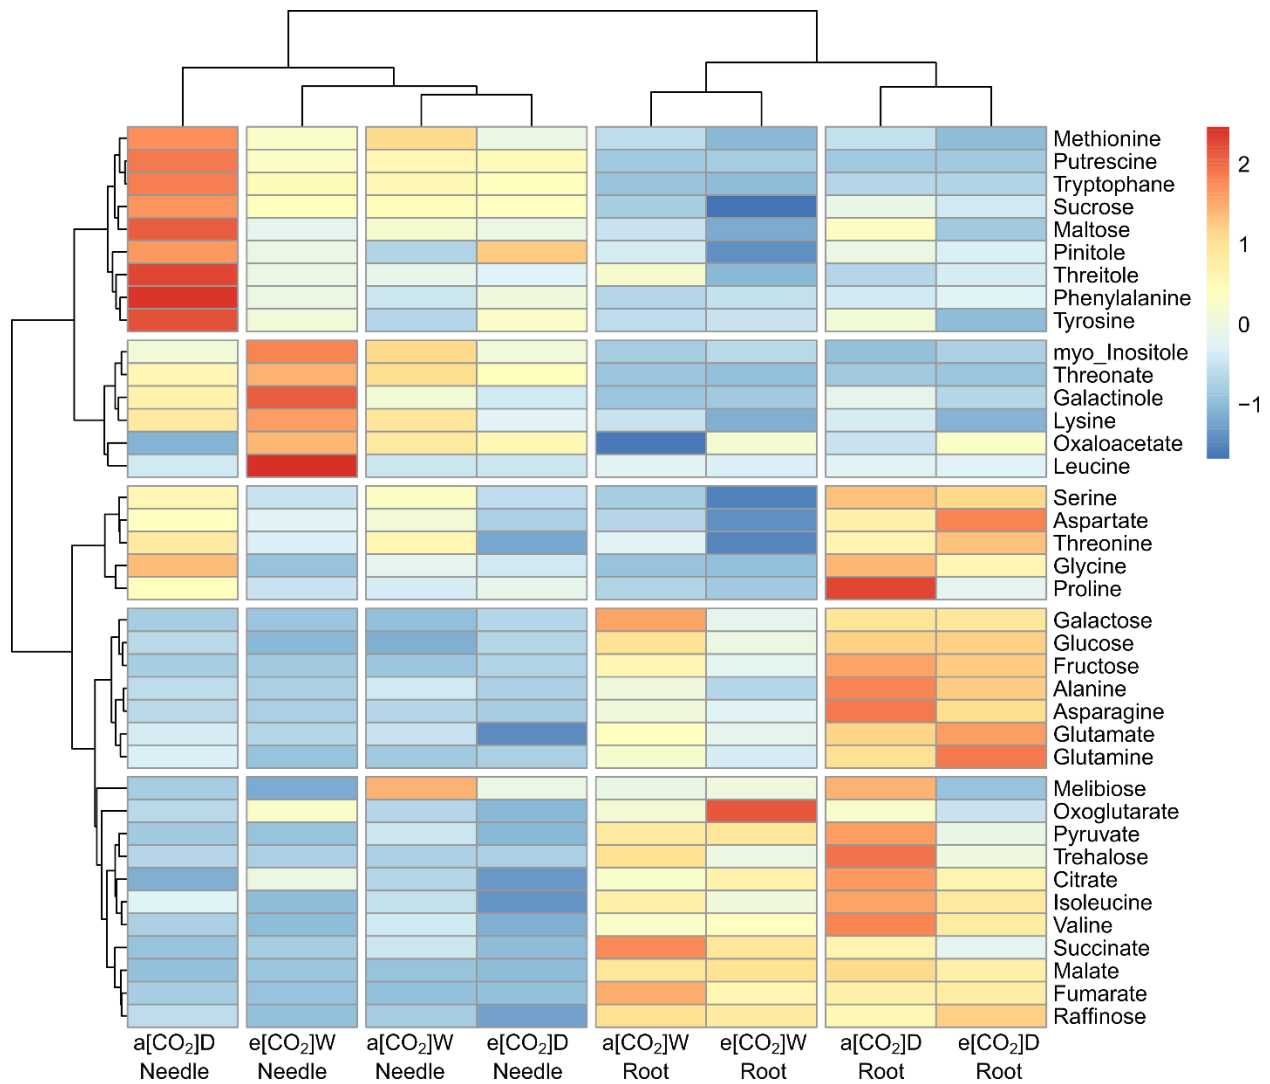 Methionine
Putrescine
Tryptophane
Sucrose
Maltose
Pinitole
Threitole
Phenylalanine
Tyrosine
myo_Inositole
Threonate
Galactinole
Lysine
Oxaloacetate
Leucine
Serine
Aspartate
Threonine
Glycine
Proline
Galactose
Glucose
Fructose
Alanine
Asparagine
Glutamate
Glutamine
Melibiose
Oxoglutarate
Pyruvate
Trehalose
Citrate
Isoleucine
Valine
Succinate
Malate
Fumarate
Raffinose
2
1
0
−1
a[CO₂]D e[CO₂]W a[CO₂]W e[CO₂]D a[CO₂]W e[CO₂]W a[CO₂]D e[CO₂]D
Needle Needle Needle Needle Root Root Root Root